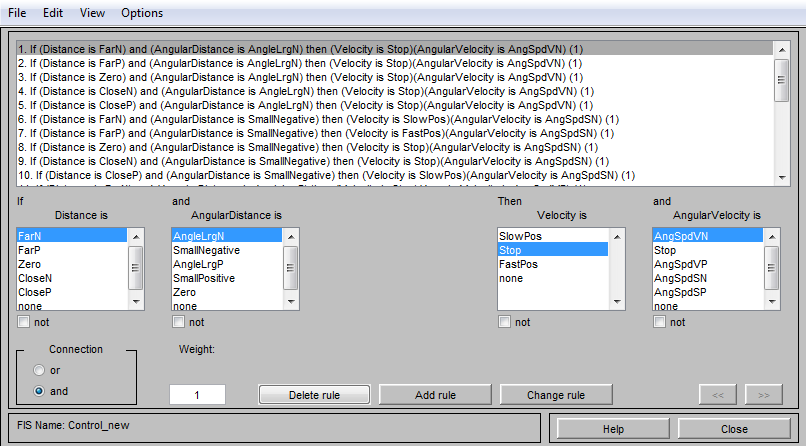 File Edit View Options
1. If (Distance is FarN) and (AngularDistance is AngleLrgN) then (Velocity is Stop)(AngularVelocity is AngSpdVN) (1)
2. If (Distance is FarP) and (AngularDistance is AngleLrgN) then (Velocity is Stop)(AngularVelocity is AngSpdVN) (1)
3. If (Distance is Zero) and (AngularDistance is AngleLrgN) then (Velocity is Stop)(AngularVelocity is AngSpdVN) (1)
4. If (Distance is CloseN) and (AngularDistance is AngleLrgN) then (Velocity is Stop)(AngularVelocity is AngSpdVN) (1)
5. If (Distance is CloseP) and (AngularDistance is AngleLrgN) then (Velocity is Stop)(AngularVelocity is AngSpdVN) (1)
6. If (Distance is FarN) and (AngularDistance is SmallNegative) then (Velocity is SlowPos)(AngularVelocity is AngSpdSN) (1)
7. If (Distance is FarP) and (AngularDistance is SmallNegative) then (Velocity is FastPos)(AngularVelocity is AngSpdSN) (1)
8. If (Distance is Zero) and (AngularDistance is SmallNegative) then (Velocity is Stop)(AngularVelocity is AngSpdSN) (1)
9. If (Distance is CloseN) and (AngularDistance is SmallNegative) then (Velocity is Stop)(AngularVelocity is AngSpdSN) (1)
10. If (Distance is CloseP) and (AngularDistance is SmallNegative) then (Velocity is SlowPos)(AngularVelocity is AngSpdSN) (1)
If and Then and
Distance is AngularDistance is Velocity is AngularVelocity is
FarN AngleLrgN SlowPos AngSpdVN
FarP SmallNegative Stop Stop
Zero AngleLrgP FastPos AngSpdVP
CloseN SmallPositive none AngSpdSN
CloseP Zero AngSpdSP
none none none
not not not not
Connection Weight:
or
and 1 Delete rule Add rule Change rule << >>
FIS Name: Control_new Help Close